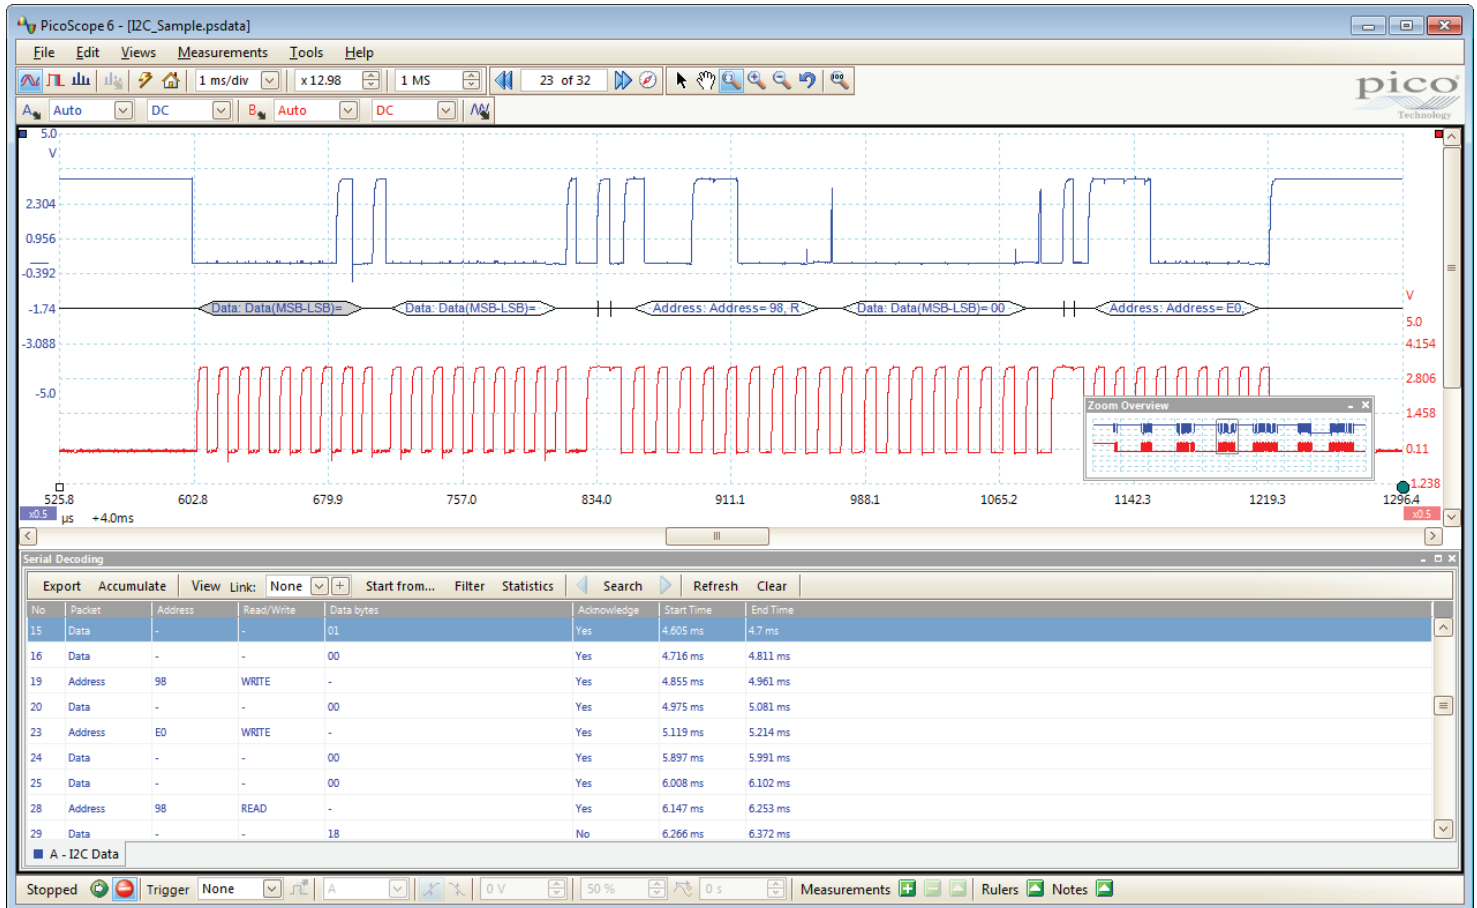 PicoScope 6 - [I2C_Sample.psdata]
File Edit Views Measurements Tools Help
1 ms/div x 12.98 1 MS 23 of 32
pico
Technology
A Auto DC B Auto DC
5.0
V
2.304
0.956
-0.392
-1.74
-3.088
-5.0
Data: Data(MSB-LSB)= Data: Data(MSB-LSB)= Address: Address= 98, R Data: Data(MSB-LSB)= 00 Address: Address= E0,
V
5.0
4.154
2.806
1.458
0.11
1.238
Zoom Overview
525.8 602.8 679.9 757.0 834.0 911.1 988.1 1065.2 1142.3 1219.3 1296.4
x0.5 µs +4.0ms x0.5
Serial Decoding
Export Accumulate View Link: None Start from... Filter Statistics Search Refresh Clear
No Packet Address Read/Write Data bytes Acknowledge Start Time End Time
15 Data - - 01 Yes 4.605 ms 4.7 ms
16 Data - - 00 Yes 4.716 ms 4.811 ms
19 Address 98 WRITE - Yes 4.855 ms 4.961 ms
20 Data - - 00 Yes 4.975 ms 5.081 ms
23 Address E0 WRITE - Yes 5.119 ms 5.214 ms
24 Data - - 00 Yes 5.897 ms 5.991 ms
25 Data - - 00 Yes 6.008 ms 6.102 ms
28 Address 98 READ - Yes 6.147 ms 6.253 ms
29 Data - - 18 No 6.266 ms 6.372 ms
A - I2C Data
Stopped Trigger None A 0 V 50 % 0 s Measurements Rulers Notes